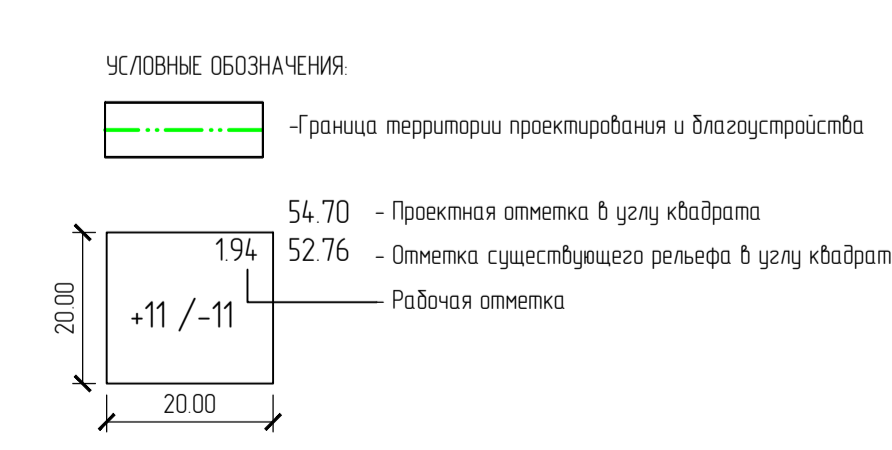 УСЛОВНЫЕ ОБОЗНАЧЕНИЯ:
-Граница территории проектирования и благоустройства
54.70 - Проектная отметка в углу квадрата
1.94 52.76 - Отметка существующего рельефа в углу квадрат
Рабочая отметка
+11 /-11
20.00
20.00